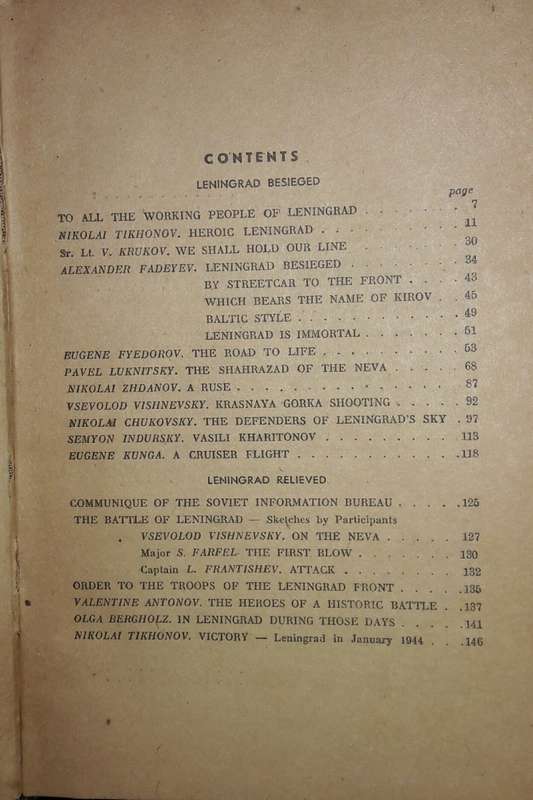 CONTENTS
LENINGRAD BESIEGED
page
TO ALL THE WORKING PEOPLE OF LENINGRAD . . . . . . . 7
NIKOLAI TIKHONOV. HEROIC LENINGRAD . . . . . . . . . 11
Sr. Lt. V. KRUKOV. WE SHALL HOLD OUR LINE . . . . . . 30
ALEXANDER FADEYEV. LENINGRAD BESIEGED . . . . . . . 34
BY STREETCAR TO THE FRONT . . . . 43
WHICH BEARS THE NAME OF KIROV . . 45
BALTIC STYLE . . . . . . . . . . . 49
LENINGRAD IS IMMORTAL . . . . . . . 51
EUGENE FYEDOROV. THE ROAD TO LIFE . . . . . . . . . . 53
PAVEL LUKNITSKY. THE SHAHRAZAD OF THE NEVA . . . . . 68
NIKOLAI ZHDANOV. A RUSE . . . . . . . . . . . . . . . 87
VSEVOLOD VISHNEVSKY. KRASNAYA GORKA SHOOTING . . . . . 92
NIKOLAI CHUKOVSKY. THE DEFENDERS OF LENINGRAD'S SKY . 97
SEMYON INDURSKY. VASILI KHARITONOV . . . . . . . . . . 113
EUGENE KUNGA. A CRUISER FLIGHT . . . . . . . . . . . . 118
LENINGRAD RELIEVED
COMMUNIQUE OF THE SOVIET INFORMATION BUREAU . . . . . 125
THE BATTLE OF LENINGRAD — Sketches by Participants
VSEVOLOD VISHNEVSKY. ON THE NEVA . . . . . 127
Major S. FARFEL. THE FIRST BLOW . . . . . . . 130
Captain L. FRANTISHEV. ATTACK . . . . . . . . 132
ORDER TO THE TROOPS OF THE LENINGRAD FRONT . . . . . 135
VALENTINE ANTONOV. THE HEROES OF A HISTORIC BATTLE . . 137
OLGA BERGHOLZ. IN LENINGRAD DURING THOSE DAYS . . . . . 141
NIKOLAI TIKHONOV. VICTORY — Leningrad in January 1944 . . . 146